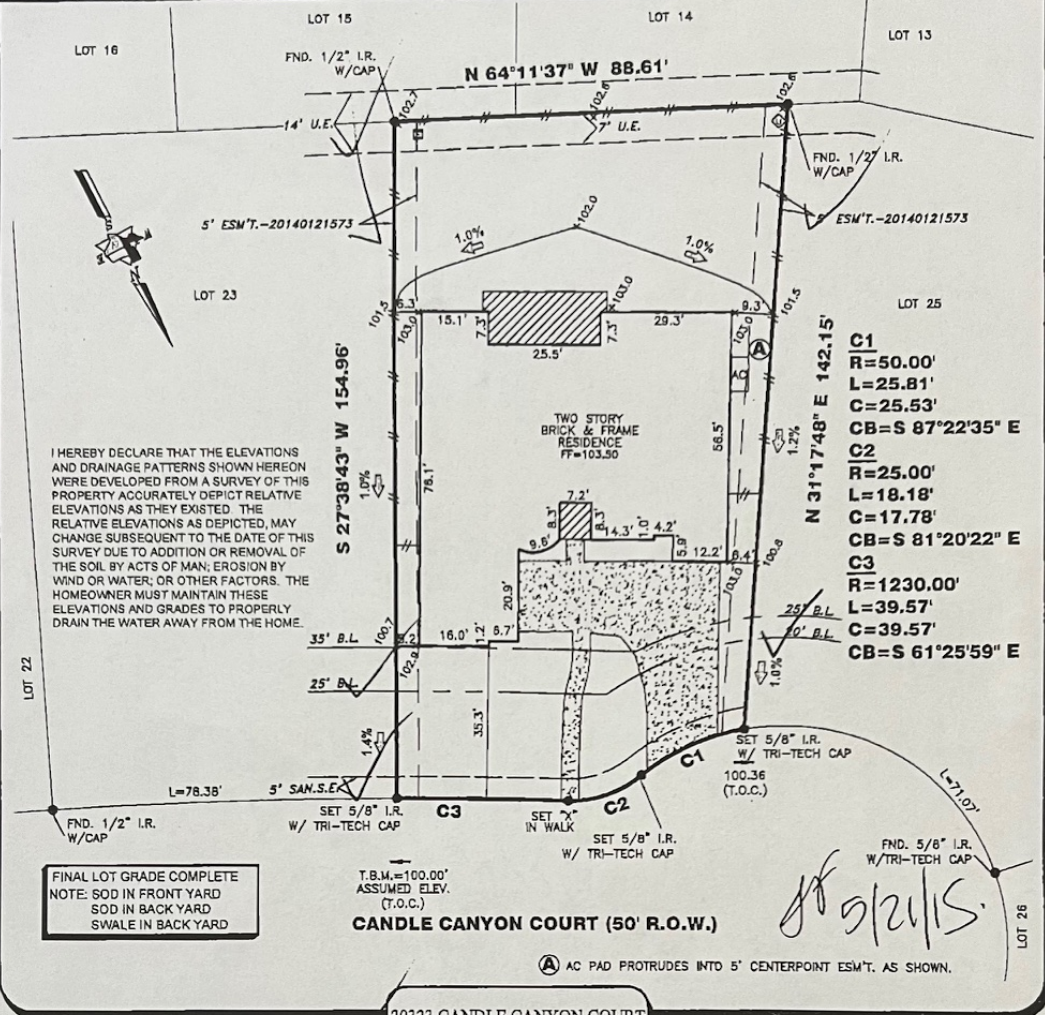 LOT 16
LOT 15
LOT 14
LOT 13
FND. 1/2" I.R.
W/CAP
N 64°11'37" W 88.61'
102.7
102.8
102.6
14' U.E.
7' U.E.
FND. 1/2" I.R.
W/CAP
5' ESM'T.-20140121573
5' ESM'T.-20140121573
1.0%
102.0
1.0%
LOT 23
LOT 25
101.5
6.3'
103.0
15.1'
7.3'
25.5'
7.3'
103.0
29.3'
9.3'
103.0
101.5
A
AC
S 27°38'43" W 154.96'
N 31°17'48" E 142.15'
C1
R=50.00'
L=25.81'
C=25.53'
CB=S 87°22'35" E
C2
R=25.00'
L=18.18'
C=17.78'
CB=S 81°20'22" E
C3
R=1230.00'
L=39.57'
C=39.57'
CB=S 61°25'59" E
TWO STORY
BRICK & FRAME
RESIDENCE
FF=103.50
56.5'
1.2%
1.0%
76.1'
I HEREBY DECLARE THAT THE ELEVATIONS
AND DRAINAGE PATTERNS SHOWN HEREON
WERE DEVELOPED FROM A SURVEY OF THIS
PROPERTY ACCURATELY DEPICT RELATIVE
ELEVATIONS AS THEY EXISTED. THE
RELATIVE ELEVATIONS AS DEPICTED, MAY
CHANGE SUBSEQUENT TO THE DATE OF THIS
SURVEY DUE TO ADDITION OR REMOVAL OF
THE SOIL BY ACTS OF MAN; EROSION BY
WIND OR WATER; OR OTHER FACTORS. THE
HOMEOWNER MUST MAINTAIN THESE
ELEVATIONS AND GRADES TO PROPERLY
DRAIN THE WATER AWAY FROM THE HOME.
7.2'
8.3'
8.3'
14.3'
1.0'
4.2'
5.9'
9.6'
12.2'
6.4'
100.8
103.0
20.9'
25' B.L.
20' B.L.
100.7
35' B.L.
16.0'
1.2'
6.7'
102.9
25' B.L.
1.0%
LOT 22
35.3'
1.4%
C1
SET 5/8" I.R.
W/ TRI-TECH CAP
100.36
(T.O.C.)
L=71.07'
L=78.38'
5' SAN.S.E.
C3
C2
FND. 1/2" I.R.
W/CAP
SET 5/8" I.R.
W/ TRI-TECH CAP
SET "X"
IN WALK
SET 5/8" I.R.
W/ TRI-TECH CAP
FND. 5/8" I.R.
W/TRI-TECH CAP
FINAL LOT GRADE COMPLETE
NOTE: SOD IN FRONT YARD
SOD IN BACK YARD
SWALE IN BACK YARD
T.B.M.=100.00'
ASSUMED ELEV.
(T.O.C.)
CANDLE CANYON COURT (50' R.O.W.)
5/21/15.
LOT 26
A AC PAD PROTRUDES INTO 5' CENTERPOINT ESM'T. AS SHOWN.
CANDLE CANYON COURT